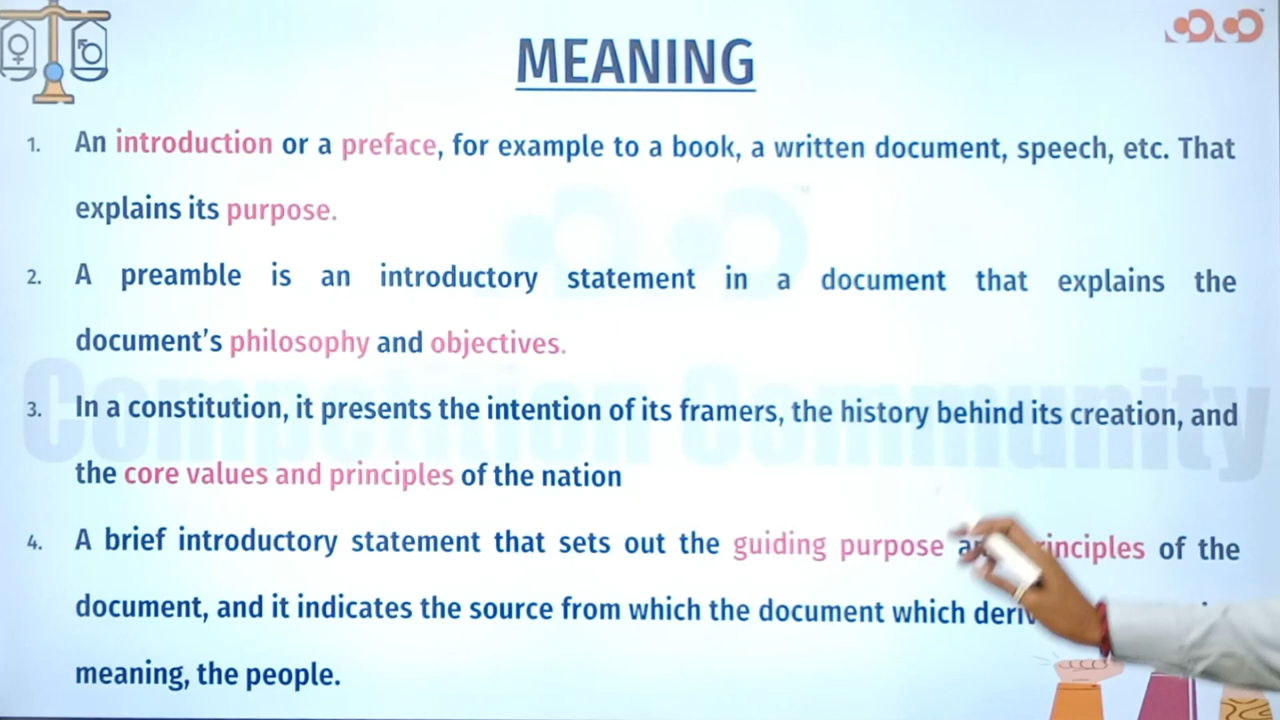 MEANING
1. An introduction or a preface, for example to a book, a written document, speech, etc. That
explains its purpose.
2. A preamble is an introductory statement in a document that explains the
document's philosophy and objectives.
3. In a constitution, it presents the intention of its framers, the history behind its creation, and
the core values and principles of the nation
4. A brief introductory statement that sets out the guiding purpose principles of the
document, and it indicates the source from which the document which
meaning, the people.
Competition Community